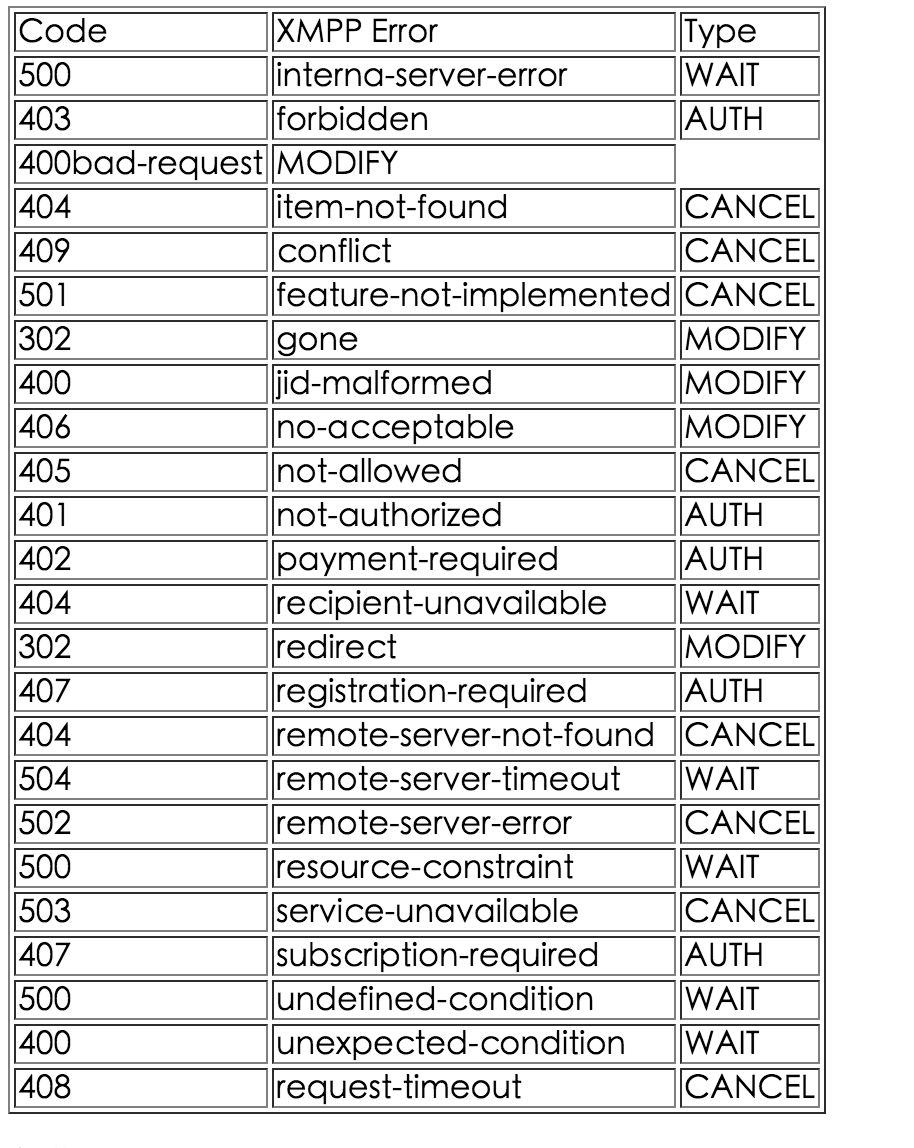 Code XMPP Error Type
500 interna-server-error WAIT
403 forbidden AUTH
400bad-request MODIFY
404 item-not-found CANCEL
409 conflict CANCEL
501 feature-not-implemented CANCEL
302 gone MODIFY
400 jid-malformed MODIFY
406 no-acceptable MODIFY
405 not-allowed CANCEL
401 not-authorized AUTH
402 payment-required AUTH
404 recipient-unavailable WAIT
302 redirect MODIFY
407 registration-required AUTH
404 remote-server-not-found CANCEL
504 remote-server-timeout WAIT
502 remote-server-error CANCEL
500 resource-constraint WAIT
503 service-unavailable CANCEL
407 subscription-required AUTH
500 undefined-condition WAIT
400 unexpected-condition WAIT
408 request-timeout CANCEL